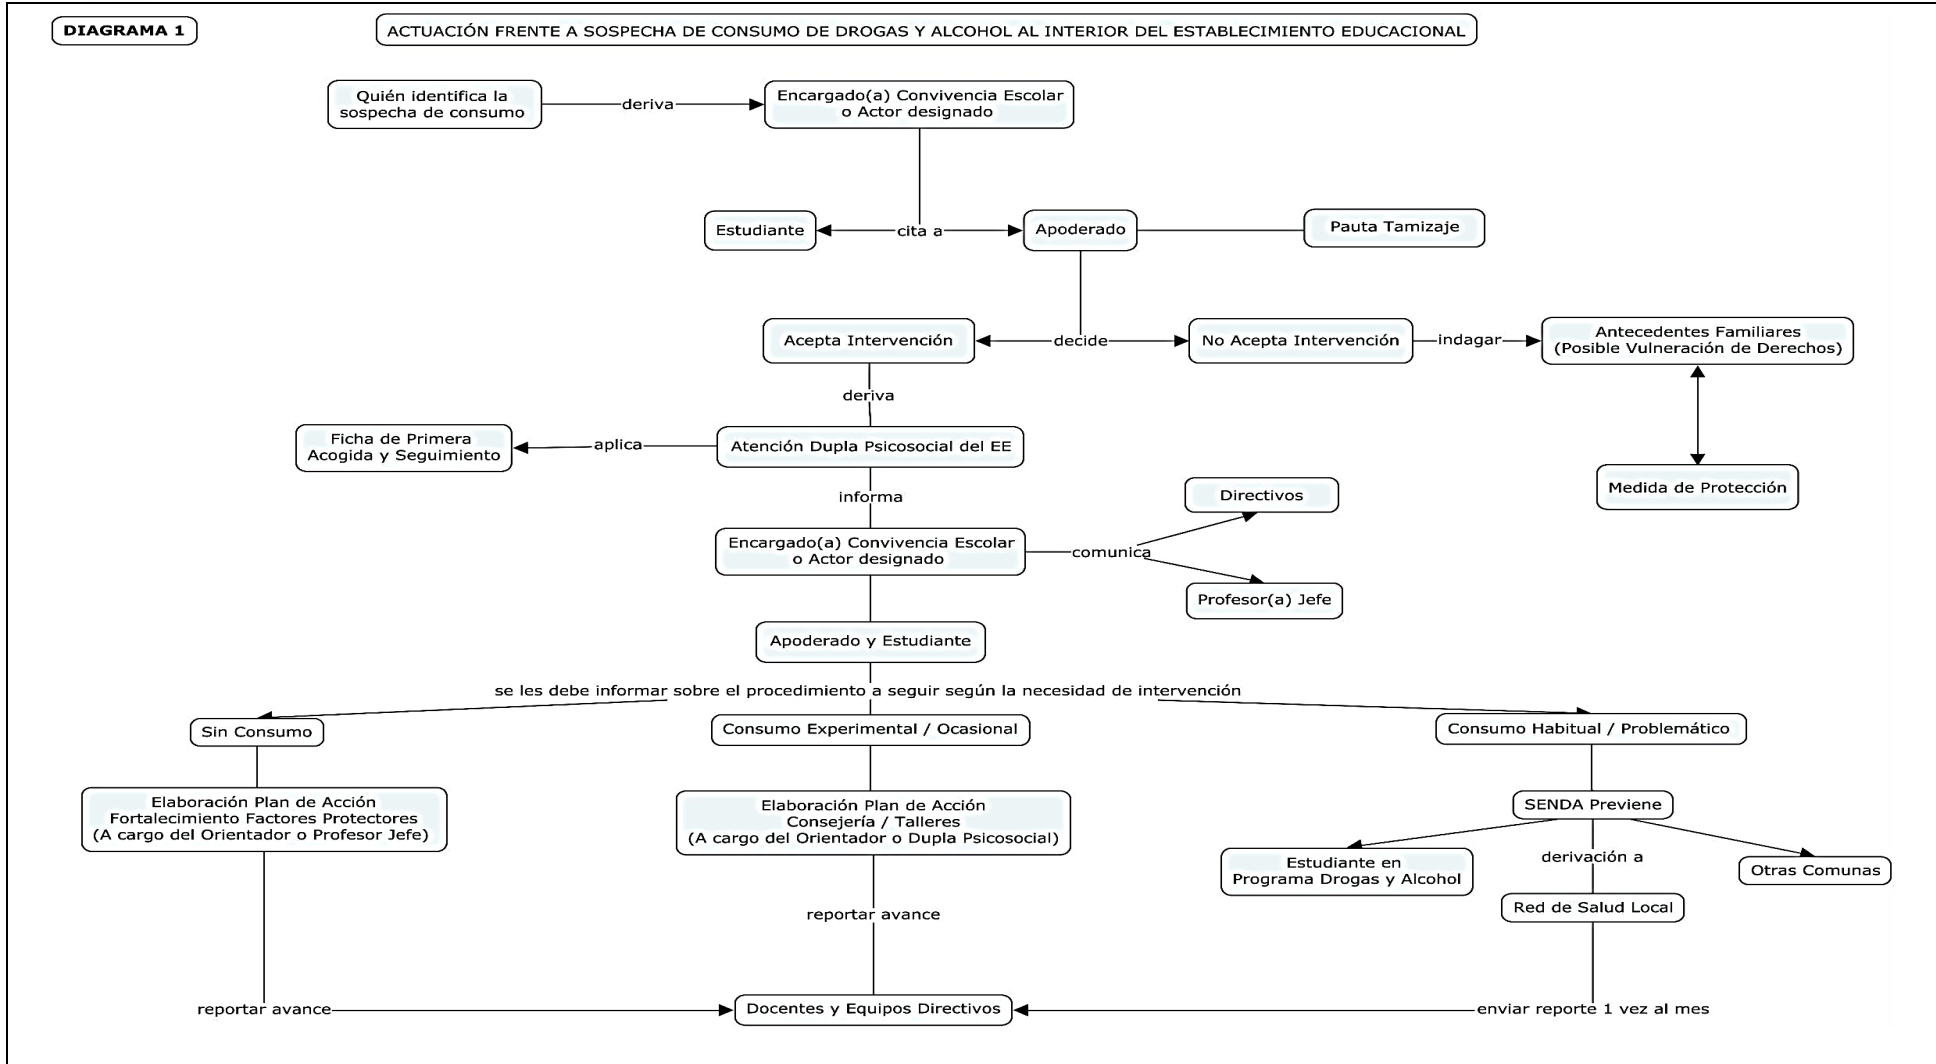 DIAGRAMA 1
ACTUACIÓN FRENTE A SOSPECHA DE CONSUMO DE DROGAS Y ALCOHOL AL INTERIOR DEL ESTABLECIMIENTO EDUCACIONAL
Quién identifica la
sospecha de consumo
deriva
Encargado(a) Convivencia Escolar
o Actor designado
Estudiante
cita a
Apoderado
Pauta Tamizaje
Acepta Intervención
decide
No Acepta Intervención
indagar
Antecedentes Familiares
(Posible Vulneración de Derechos)
deriva
Ficha de Primera
Acogida y Seguimiento
aplica
Atención Dupla Psicosocial del EE
Medida de Protección
informa
Directivos
Encargado(a) Convivencia Escolar
o Actor designado
comunica
Profesor(a) Jefe
Apoderado y Estudiante
se les debe informar sobre el procedimiento a seguir según la necesidad de intervención
Sin Consumo
Consumo Experimental / Ocasional
Consumo Habitual / Problemático
Elaboración Plan de Acción
Fortalecimiento Factores Protectores
(A cargo del Orientador o Profesor Jefe)
Elaboración Plan de Acción
Consejería / Talleres
(A cargo del Orientador o Dupla Psicosocial)
SENDA Previene
Estudiante en
Programa Drogas y Alcohol
derivación a
Otras Comunas
Red de Salud Local
reportar avance
reportar avance
Docentes y Equipos Directivos
enviar reporte 1 vez al mes